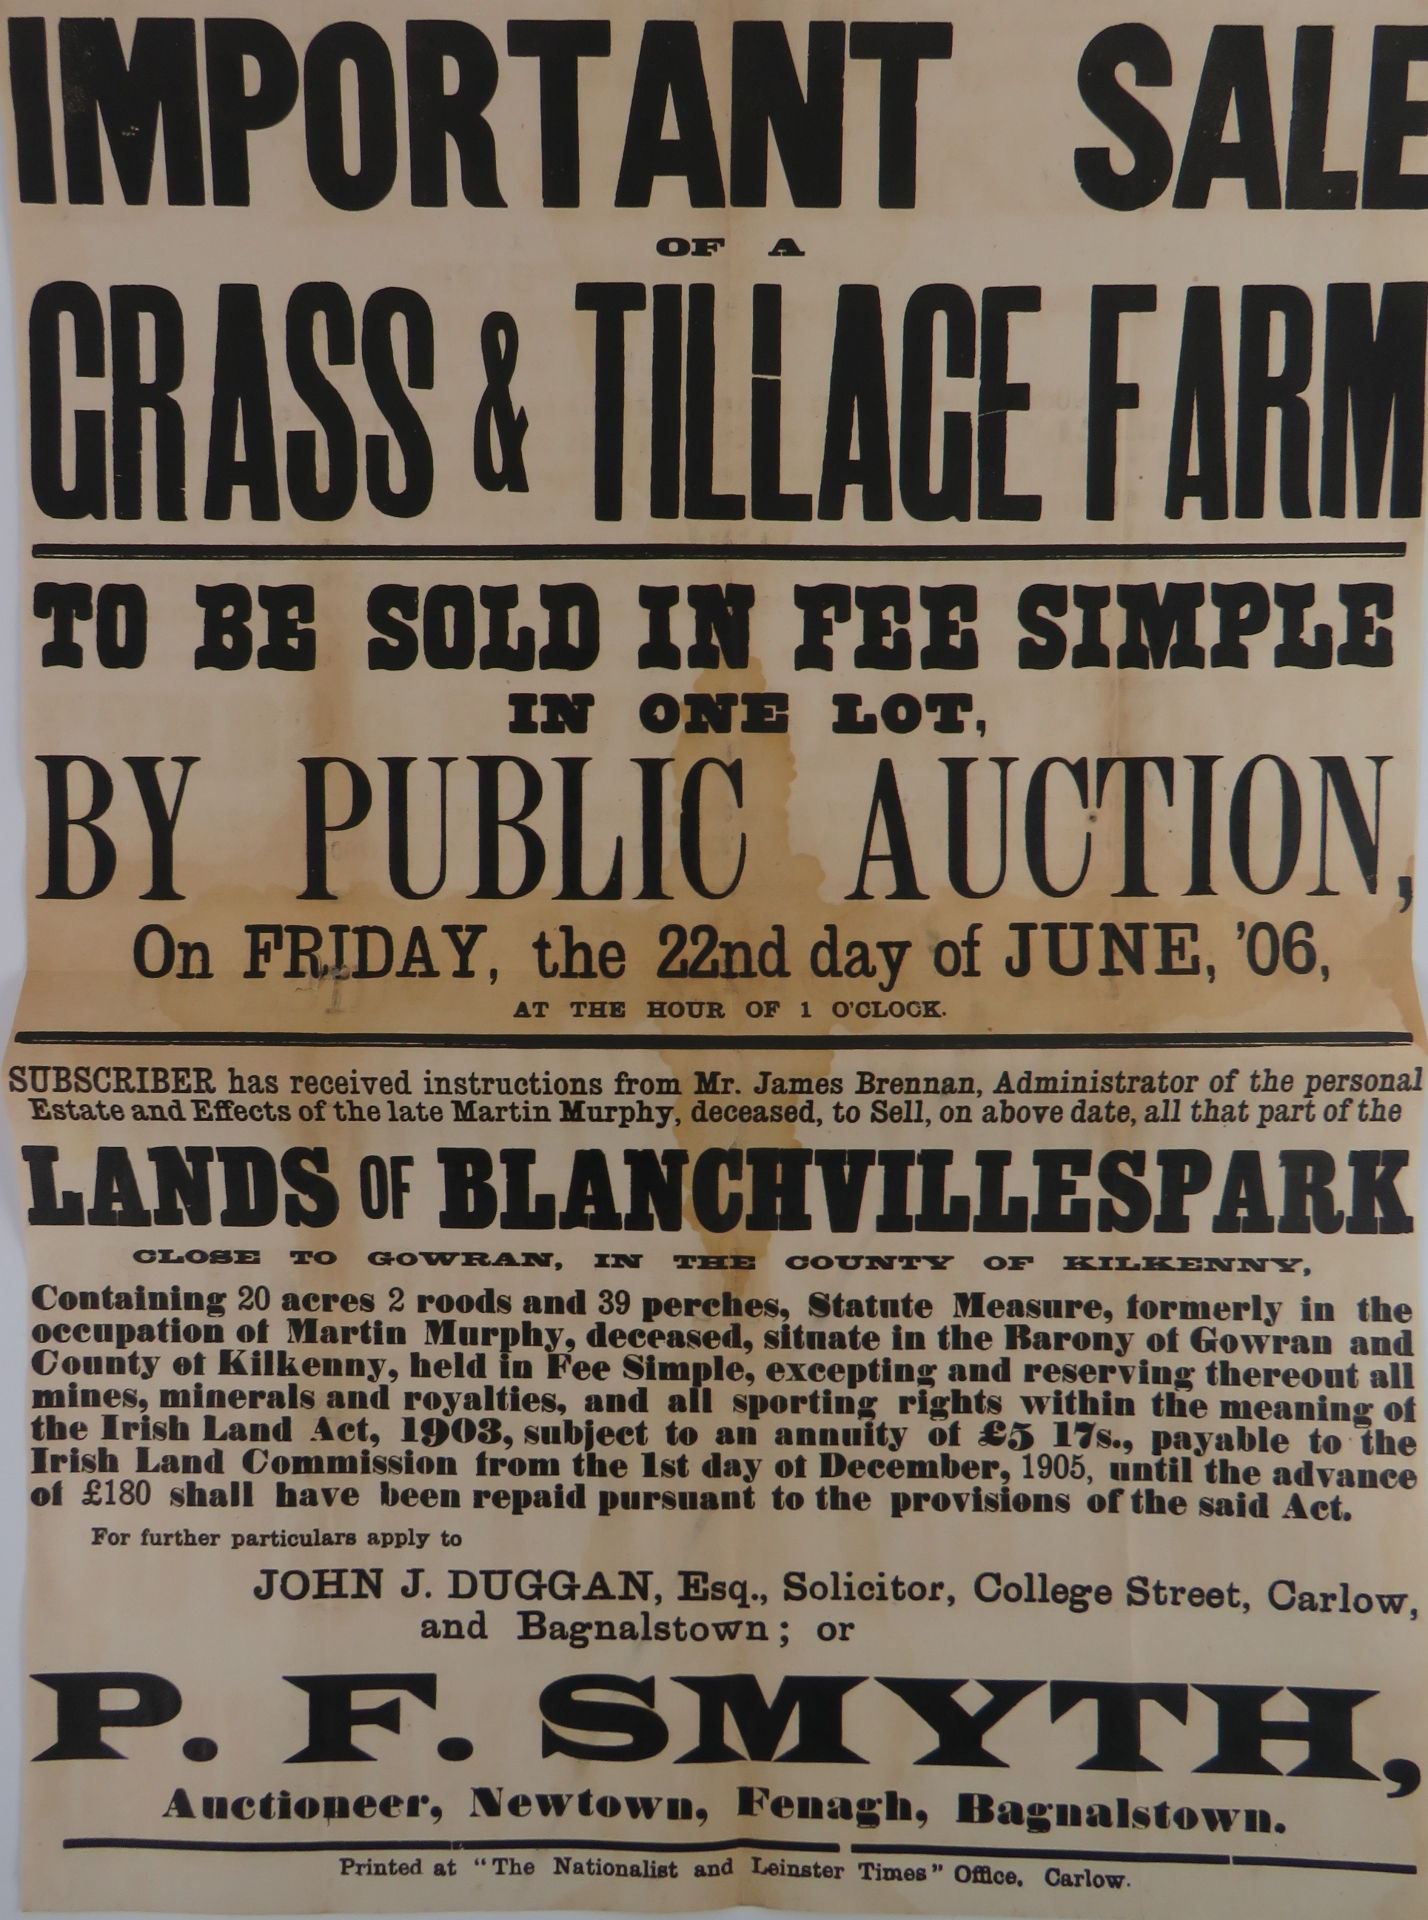 IMPORTANT SALE
OF A
GRASS & TILLAGE FARM
TO BE SOLD IN FEE SIMPLE
IN ONE LOT,
BY PUBLIC AUCTION,
On FRIDAY, the 22nd day of JUNE, '06,
AT THE HOUR OF 1 O'CLOCK.
SUBSCRIBER has received instructions from Mr. James Brennan, Administrator of the personal
Estate and Effects of the late Martin Murphy, deceased, to Sell, on above date, all that part of the
LANDS OF BLANCHVILLESPARK
CLOSE TO GOWRAN, IN THE COUNTY OF KILKENNY,
Containing 20 acres 2 roods and 39 perches, Statute Measure, formerly in the
occupation of Martin Murphy, deceased, situate in the Barony of Gowran and
County of Kilkenny, held in Fee Simple, excepting and reserving thereout all
mines, minerals and royalties, and all sporting rights within the meaning of
the Irish Land Act, 1903, subject to an annuity of £5 17s., payable to the
Irish Land Commission from the 1st day of December, 1905, until the advance
of £180 shall have been repaid pursuant to the provisions of the said Act.
For further particulars apply to
JOHN J. DUGGAN, Esq., Solicitor, College Street, Carlow,
and Bagnalstown; or
P. F. SMYTH,
Auctioneer, Newtown, Fenagh, Bagnalstown.
Printed at "The Nationalist and Leinster Times" Office, Carlow.